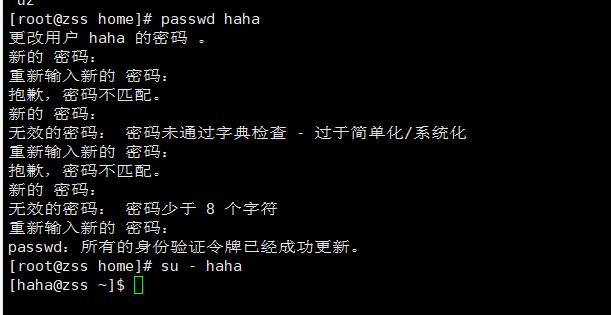 [root@zss home]# passwd haha
更改用户 haha 的密码 。
新的 密码：
重新输入新的 密码：
抱歉，密码不匹配。
新的 密码：
无效的密码： 密码未通过字典检查 - 过于简单化/系统化
重新输入新的 密码：
抱歉，密码不匹配。
新的 密码：
无效的密码： 密码少于 8 个字符
重新输入新的 密码：
passwd：所有的身份验证令牌已经成功更新。
[root@zss home]# su - haha
[haha@zss ~]$